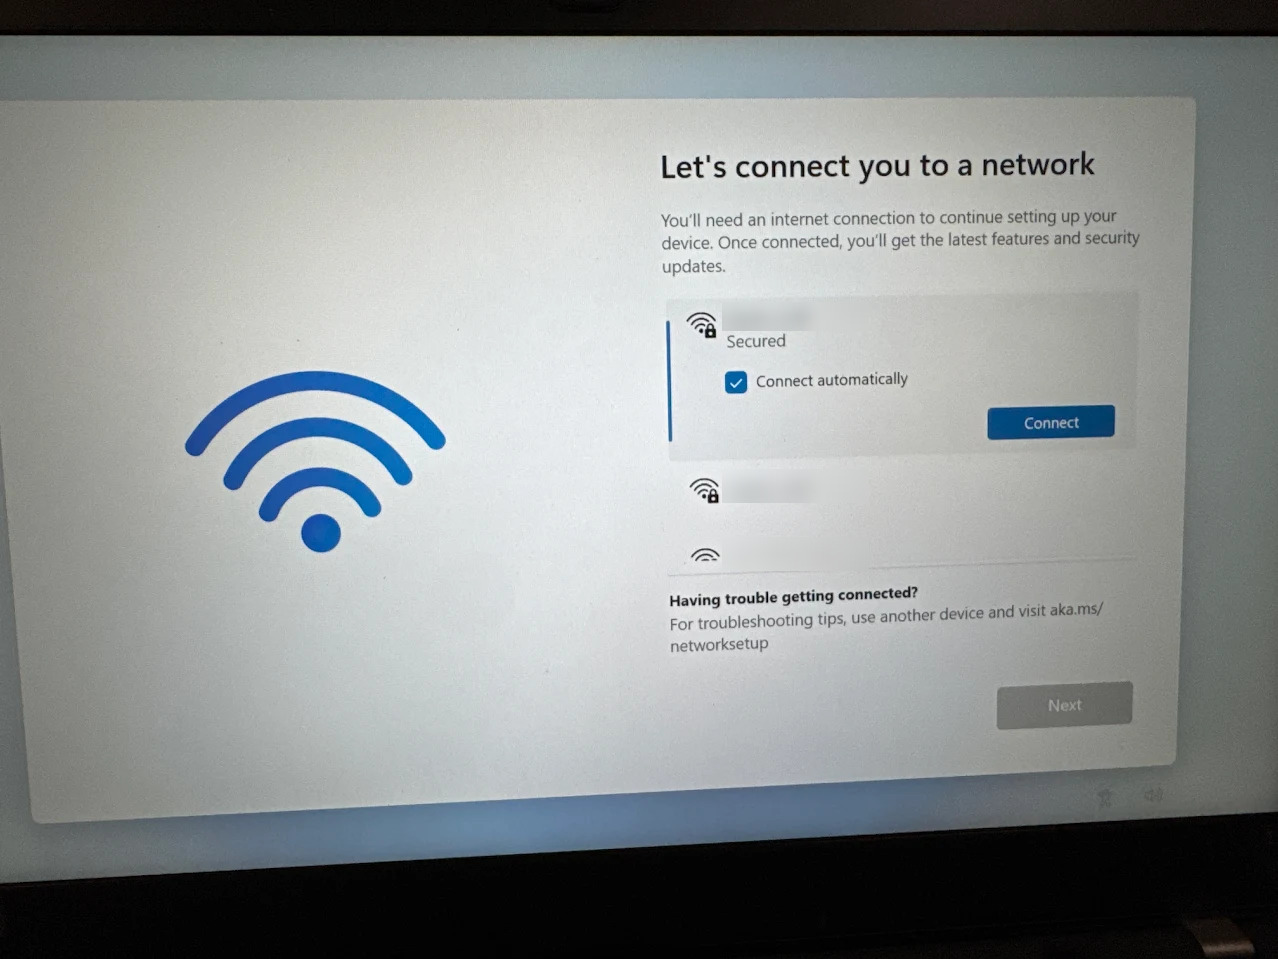 Let's connect you to a network
You'll need an internet connection to continue setting up your
device. Once connected, you'll get the latest features and security
updates.
Secured
Connect automatically
Connect
Having trouble getting connected?
For troubleshooting tips, use another device and visit aka.ms/
networksetup
Next